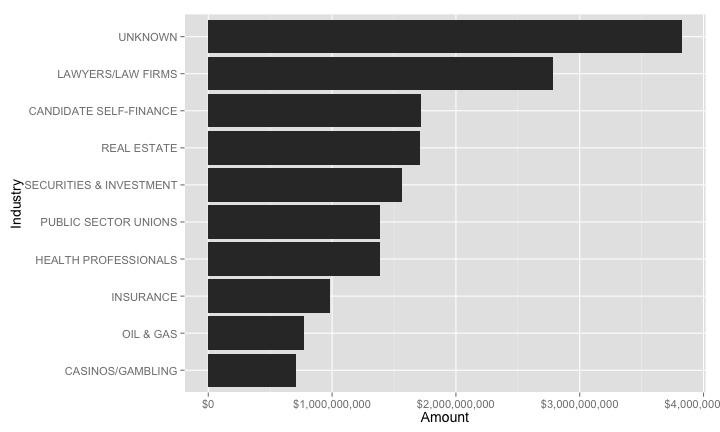 UNKNOWN
LAWYERS/LAW FIRMS
CANDIDATE SELF-FINANCE
REAL ESTATE
SECURITIES & INVESTMENT
PUBLIC SECTOR UNIONS
HEALTH PROFESSIONALS
INSURANCE
OIL & GAS
CASINOS/GAMBLING
Industry
$0 $1,000,000,000 $2,000,000,000 $3,000,000,000 $4,000,000
Amount